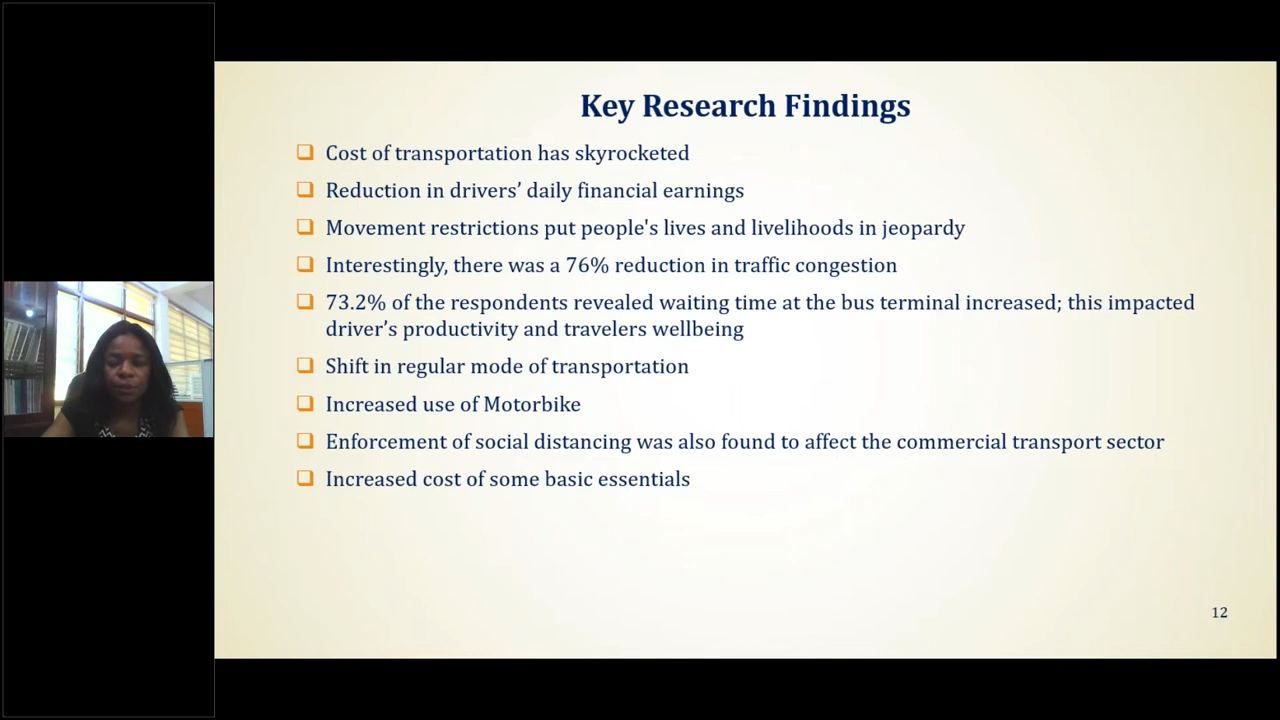 Key Research Findings
❑ Cost of transportation has skyrocketed
❑ Reduction in drivers’ daily financial earnings
❑ Movement restrictions put people's lives and livelihoods in jeopardy
❑ Interestingly, there was a 76% reduction in traffic congestion
❑ 73.2% of the respondents revealed waiting time at the bus terminal increased; this impacted
driver’s productivity and travelers wellbeing
❑ Shift in regular mode of transportation
❑ Increased use of Motorbike
❑ Enforcement of social distancing was also found to affect the commercial transport sector
❑ Increased cost of some basic essentials
12